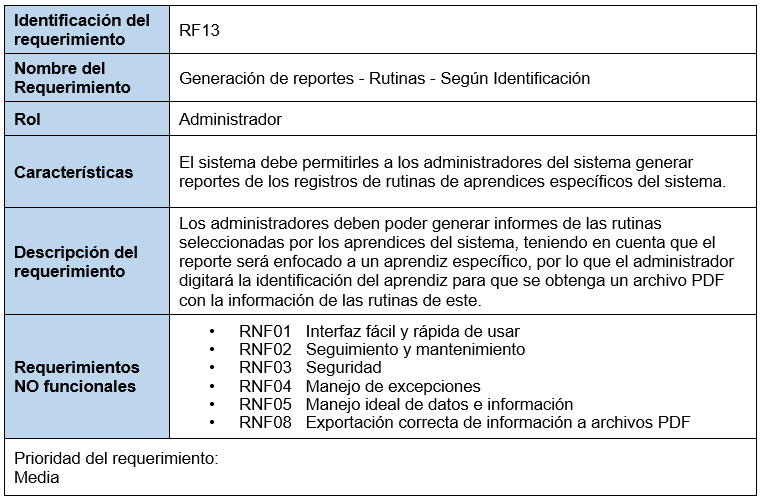 Identificación del
requerimiento
RF13
Nombre del
Requerimiento
Generación de reportes - Rutinas - Según Identificación
Rol
Administrador
Características
El sistema debe permitirles a los administradores del sistema generar
reportes de los registros de rutinas de aprendices específicos del sistema.
Descripción del
requerimiento
Los administradores deben poder generar informes de las rutinas
seleccionadas por los aprendices del sistema, teniendo en cuenta que el
reporte será enfocado a un aprendiz específico, por lo que el administrador
digitará la identificación del aprendiz para que se obtenga un archivo PDF
con la información de las rutinas de este.
Requerimientos
NO funcionales
• RNF01 Interfaz fácil y rápida de usar
• RNF02 Seguimiento y mantenimiento
• RNF03 Seguridad
• RNF04 Manejo de excepciones
• RNF05 Manejo ideal de datos e información
• RNF08 Exportación correcta de información a archivos PDF
Prioridad del requerimiento:
Media